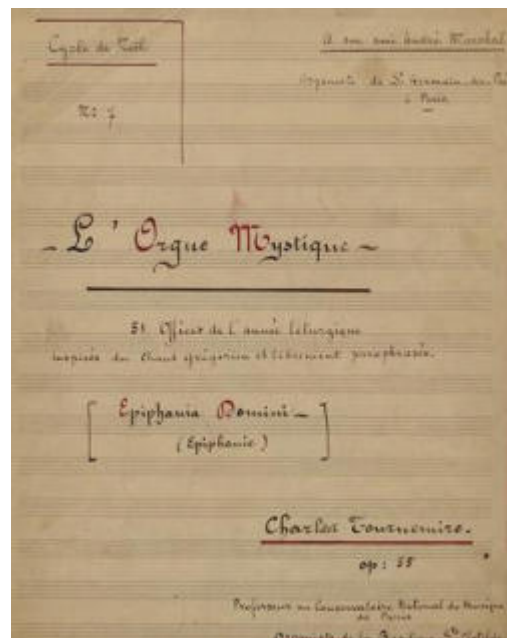 Cycle de Noël
No 7
A son ami André Marchal
Organiste de St Germain des Pr
à Paris
- L'Orgue Mystique -
51 Offices de l'année liturgique
inspirés du chant grégorien et librement paraphrasés.
[ Epiphania Domini -
(Epiphanie) ]
Charles Tournemire.
op: 55
Professeur au Conservatoire National de Musique
de Paris